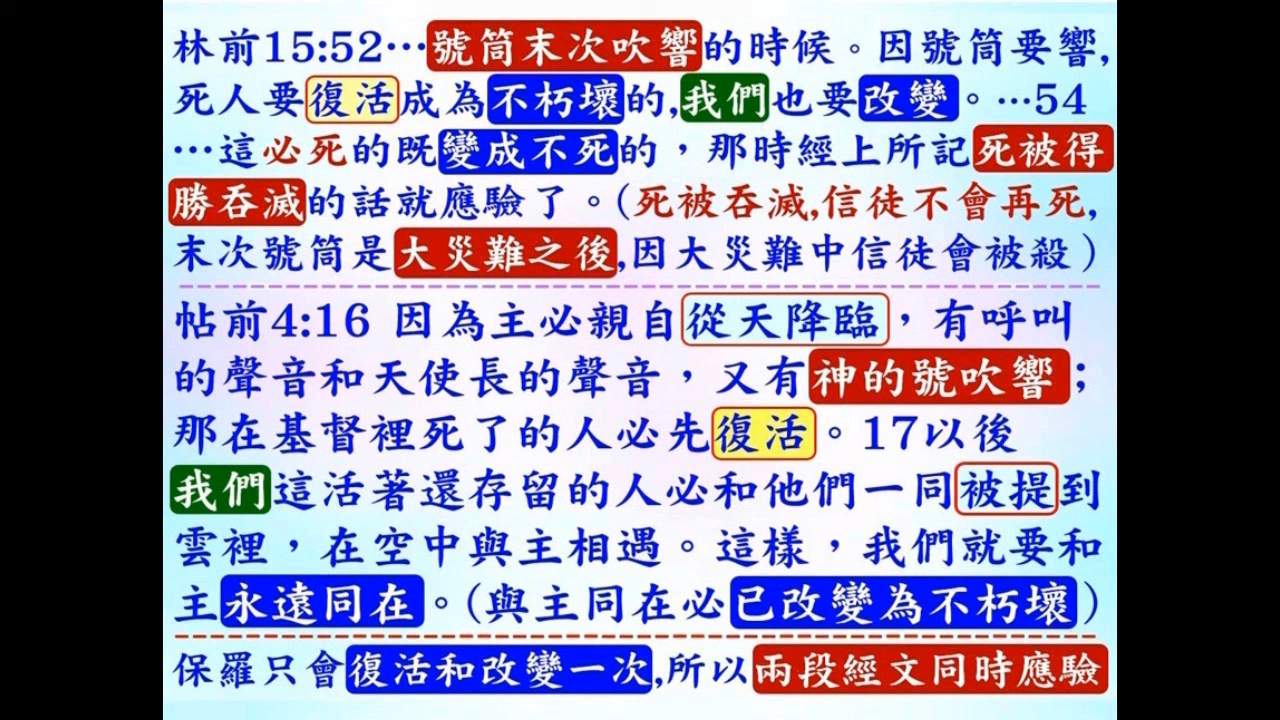 林前15:52…號筒末次吹響的時候。因號筒要響,
死人要復活成為不朽壞的,我們也要改變。…54
…這必死的既變成不死的，那時經上所記死被得
勝吞滅的話就應驗了。(死被吞滅,信徒不會再死,
末次號筒是大災難之後,因大災難中信徒會被殺)
帖前4:16 因為主必親自從天降臨，有呼叫
的聲音和天使長的聲音，又有神的號吹響；
那在基督裡死了的人必先復活。17以後
我們這活著還存留的人必和他們一同被提到
雲裡，在空中與主相遇。這樣，我們就要和
主永遠同在。(與主同在必已改變為不朽壞)
保羅只會復活和改變一次,所以兩段經文同時應驗